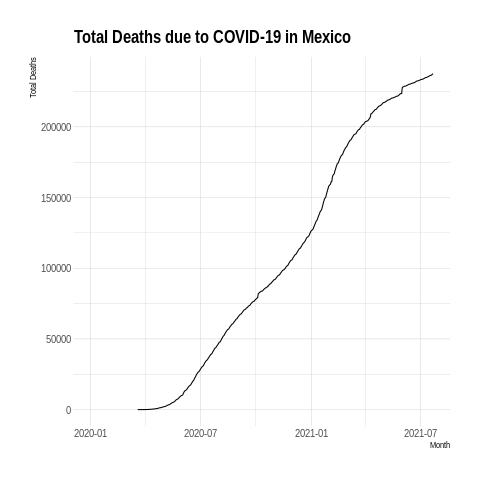 Total Deaths due to COVID-19 in Mexico
Total Deaths
200000
150000
100000
50000
0
2020-01 2020-07 2021-01 2021-07
Month